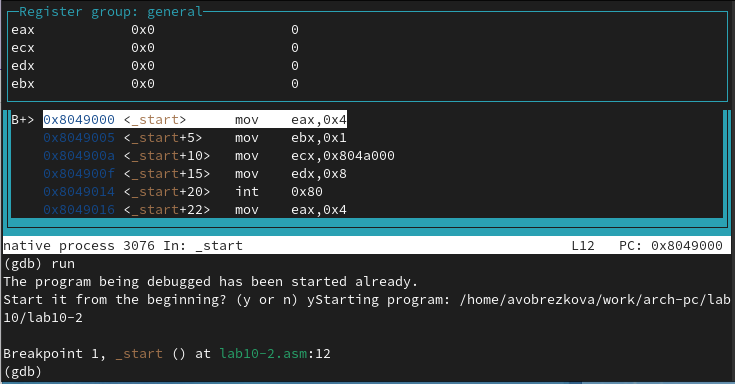 Register group: general
eax 0x0 0
ecx 0x0 0
edx 0x0 0
ebx 0x0 0
B+> 0x8049000 <_start> mov eax,0x4
0x8049005 <_start+5> mov ebx,0x1
0x804900a <_start+10> mov ecx,0x804a000
0x804900f <_start+15> mov edx,0x8
0x8049014 <_start+20> int 0x80
0x8049016 <_start+22> mov eax,0x4
native process 3076 In: _start L12 PC: 0x8049000
(gdb) run
The program being debugged has been started already.
Start it from the beginning? (y or n) yStarting program: /home/avobrezkova/work/arch-pc/lab
10/lab10-2
Breakpoint 1, _start () at lab10-2.asm:12
(gdb)